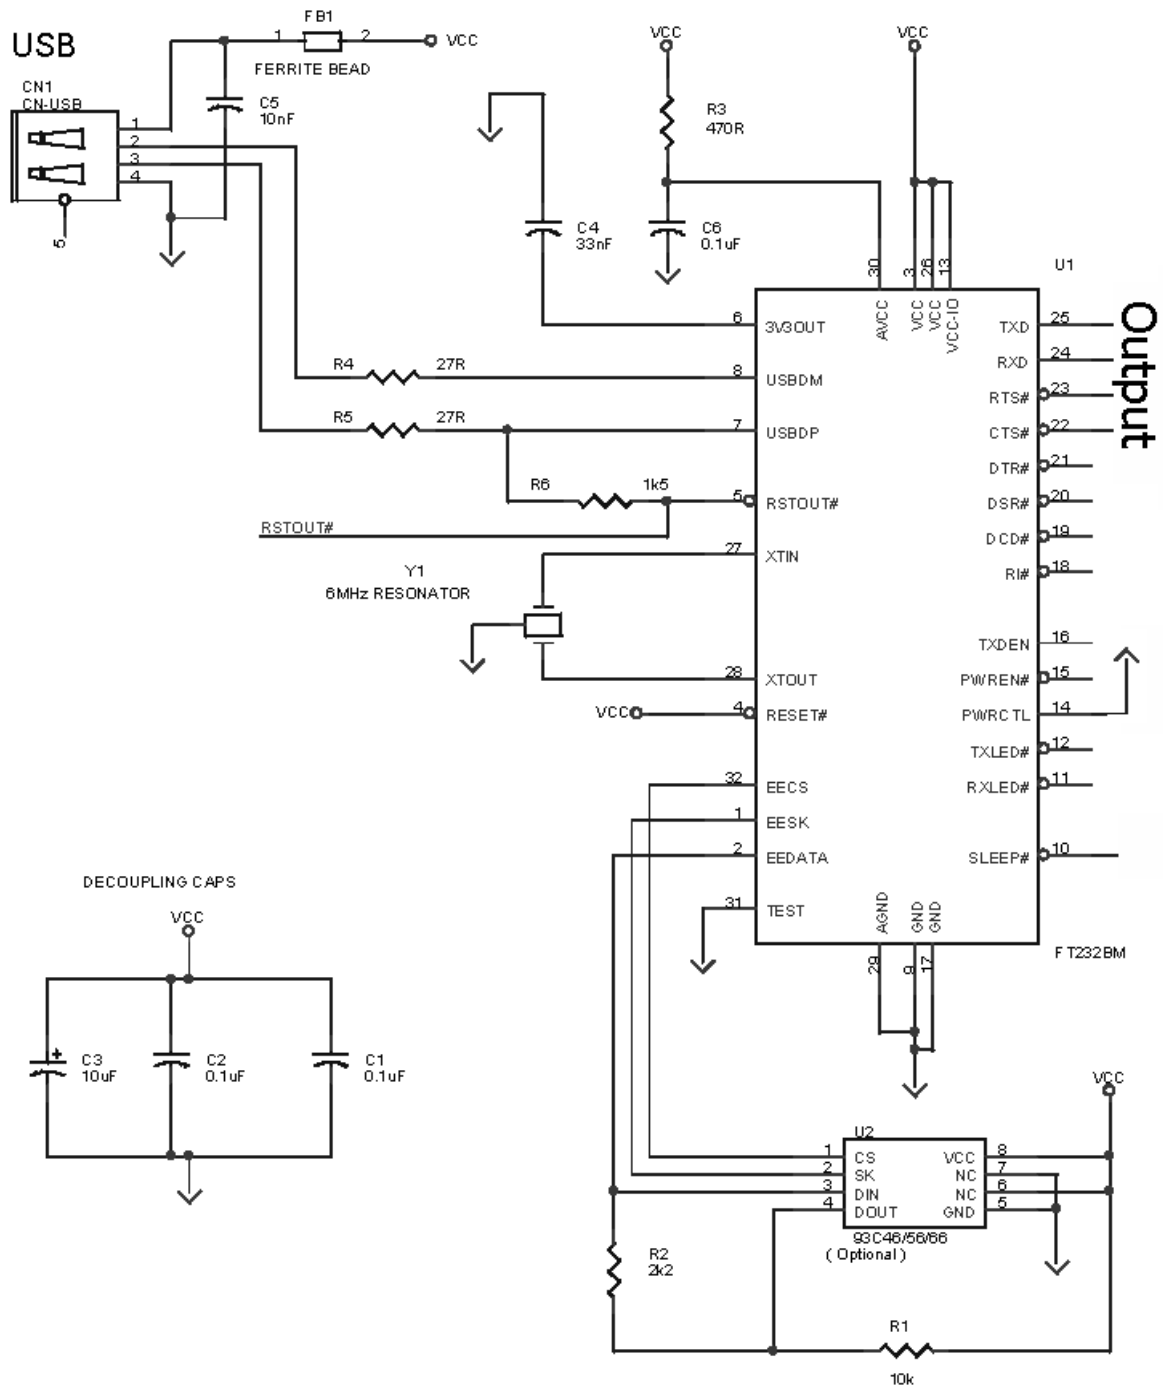 USB
CN1
CN-USB
1
2
3
4
5
FB1
1
2
VCC
FERRITE BEAD
C5
10nF
C4
33nF
VCC
R3
470R
C6
0.1uF
VCC
U1
30
3
26
13
AVCC
VCC
VCC
VCC-IO
6
3V3OUT
R4
27R
8
USBDM
R5
27R
7
USBDP
R6
1k5
5
RSTOUT#
RSTOUT#
27
XTIN
Y1
6MHz RESONATOR
28
XTOUT
VCC
4
RESET#
32
EECS
1
EESK
2
EEDATA
31
TEST
TXD
25
RXD
24
RTS#
23
CTS#
22
DTR#
21
DSR#
20
DCD#
19
RI#
18
TXDEN
16
PWREN#
15
PWRCTL
14
TXLED#
12
RXLED#
11
SLEEP#
10
Output
AGND
GND
GND
29
9
17
FT232BM
DECOUPLING CAPS
VCC
+
C3
10uF
C2
0.1uF
C1
0.1uF
VCC
U2
1
CS
2
SK
3
DIN
4
DOUT
VCC
8
NC
7
NC
6
GND
5
93C46/56/66
( Optional )
R2
2k2
R1
10k